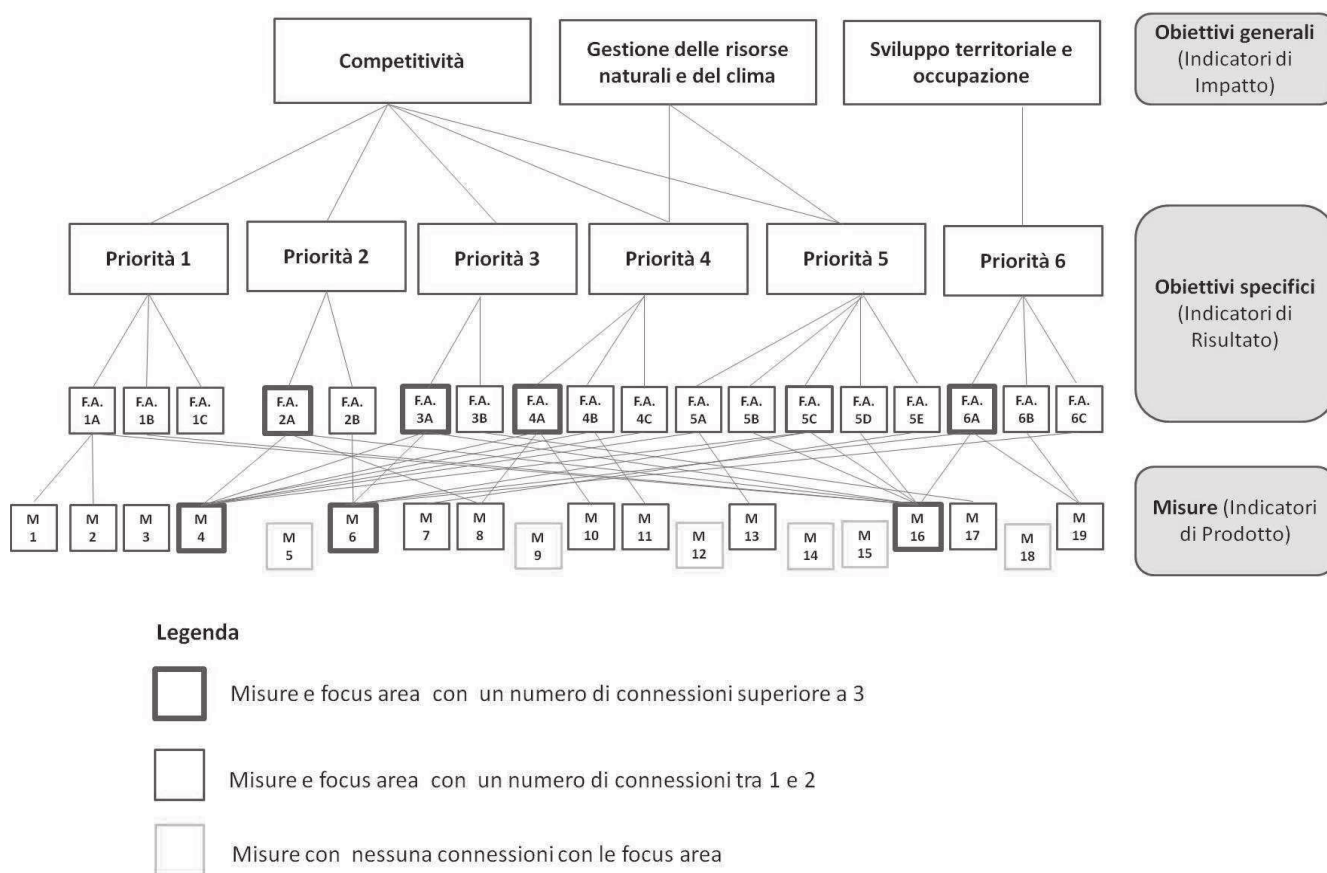 Competitività
Gestione delle risorse
naturali e del clima
Sviluppo territoriale e
occupazione
Obiettivi generali
(Indicatori di
Impatto)
Priorità 1
Priorità 2
Priorità 3
Priorità 4
Priorità 5
Priorità 6
Obiettivi specifici
(Indicatori di
Risultato)
F.A.
1A
F.A.
1B
F.A.
1C
F.A.
2A
F.A.
2B
F.A.
3A
F.A.
3B
F.A.
4A
F.A.
4B
F.A.
4C
F.A.
5A
F.A.
5B
F.A.
5C
F.A.
5D
F.A.
5E
F.A.
6A
F.A.
6B
F.A.
6C
M
1
M
2
M
3
M
4
M
5
M
6
M
7
M
8
M
9
M
10
M
11
M
12
M
13
M
14
M
15
M
16
M
17
M
18
M
19
Misure (Indicatori
di Prodotto)
Legenda
Misure e focus area con un numero di connessioni superiore a 3
Misure e focus area con un numero di connessioni tra 1 e 2
Misure con nessuna connessioni con le focus area